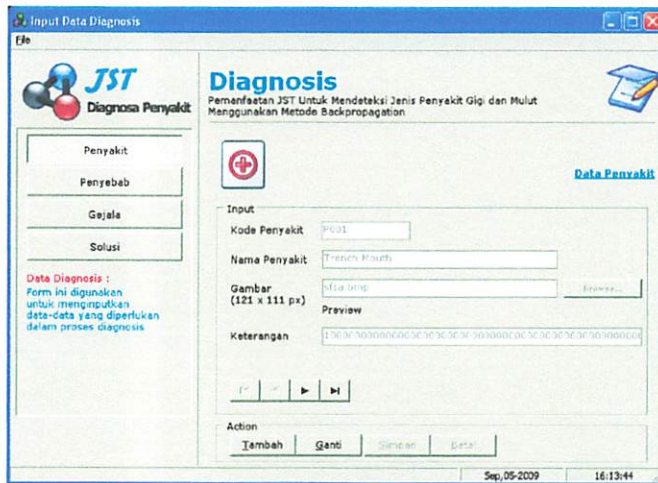 Input Data Diagnosis
File
JST
Diagnosa Penyakit
Diagnosis
Pemanfaatan JST Untuk Mendeteksi Jenis Penyakit Gigi dan Mulut
Menggunakan Metode Backpropagation
Penyakit
Penyebab
Gejala
Solusi
Data Diagnosis :
Form ini digunakan
untuk menginputkan
data-data yang diperlukan
dalam proses diagnosis
Data Penyakit
Input
Kode Penyakit
P001
Nama Penyakit
Trench Mouth
Gambar
(121 x 111 px)
Browse...
Preview
Keterangan
Action
Tambah
Ganti
Simpan
Batal
Sep,05-2009
16:13:44